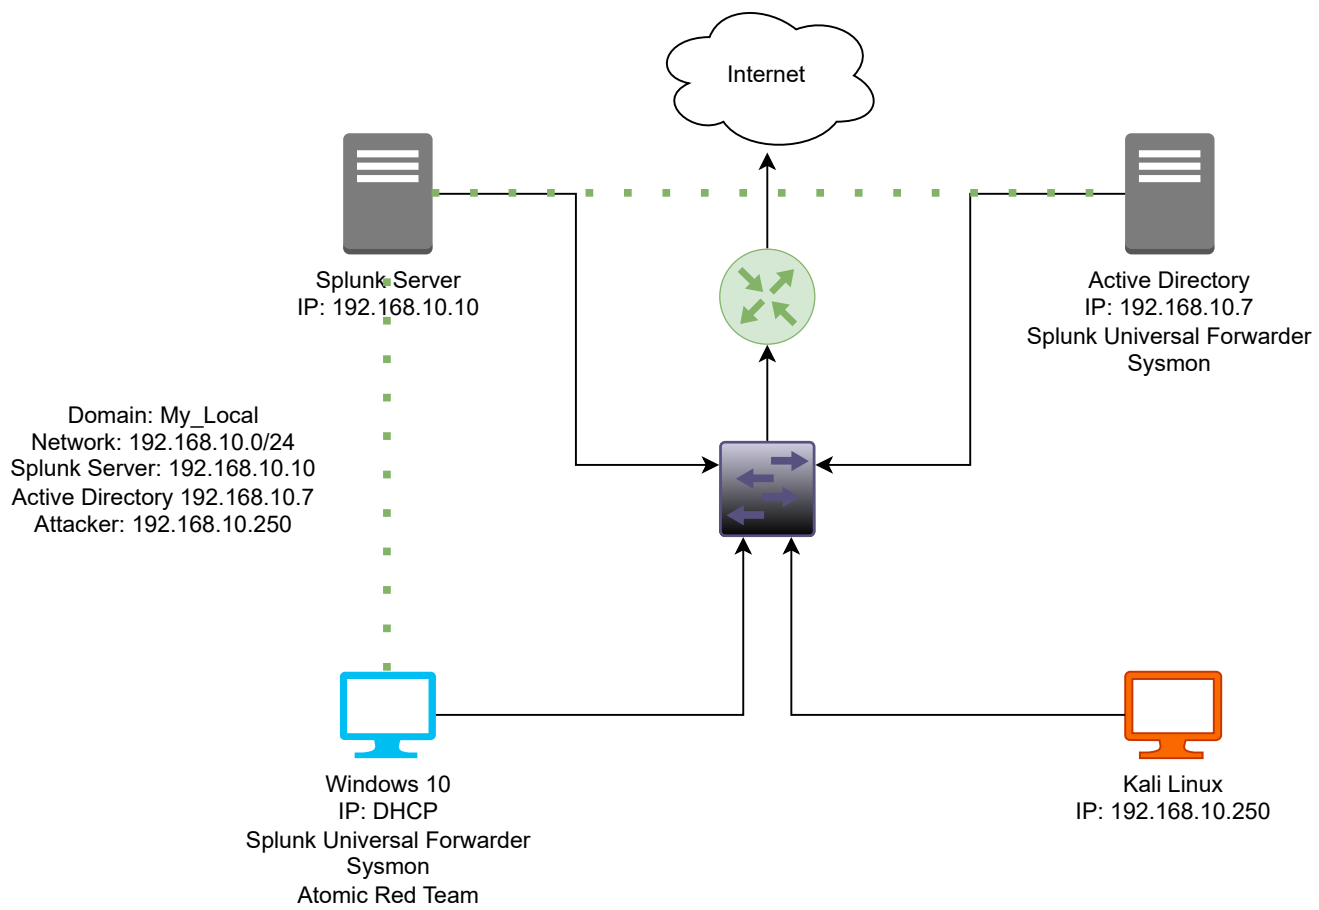 Internet
Splunk Server
IP: 192.168.10.10
Active Directory
IP: 192.168.10.7
Splunk Universal Forwarder
Sysmon
Domain: My_Local
Network: 192.168.10.0/24
Splunk Server: 192.168.10.10
Active Directory 192.168.10.7
Attacker: 192.168.10.250
Windows 10
IP: DHCP
Splunk Universal Forwarder
Sysmon
Atomic Red Team
Kali Linux
IP: 192.168.10.250